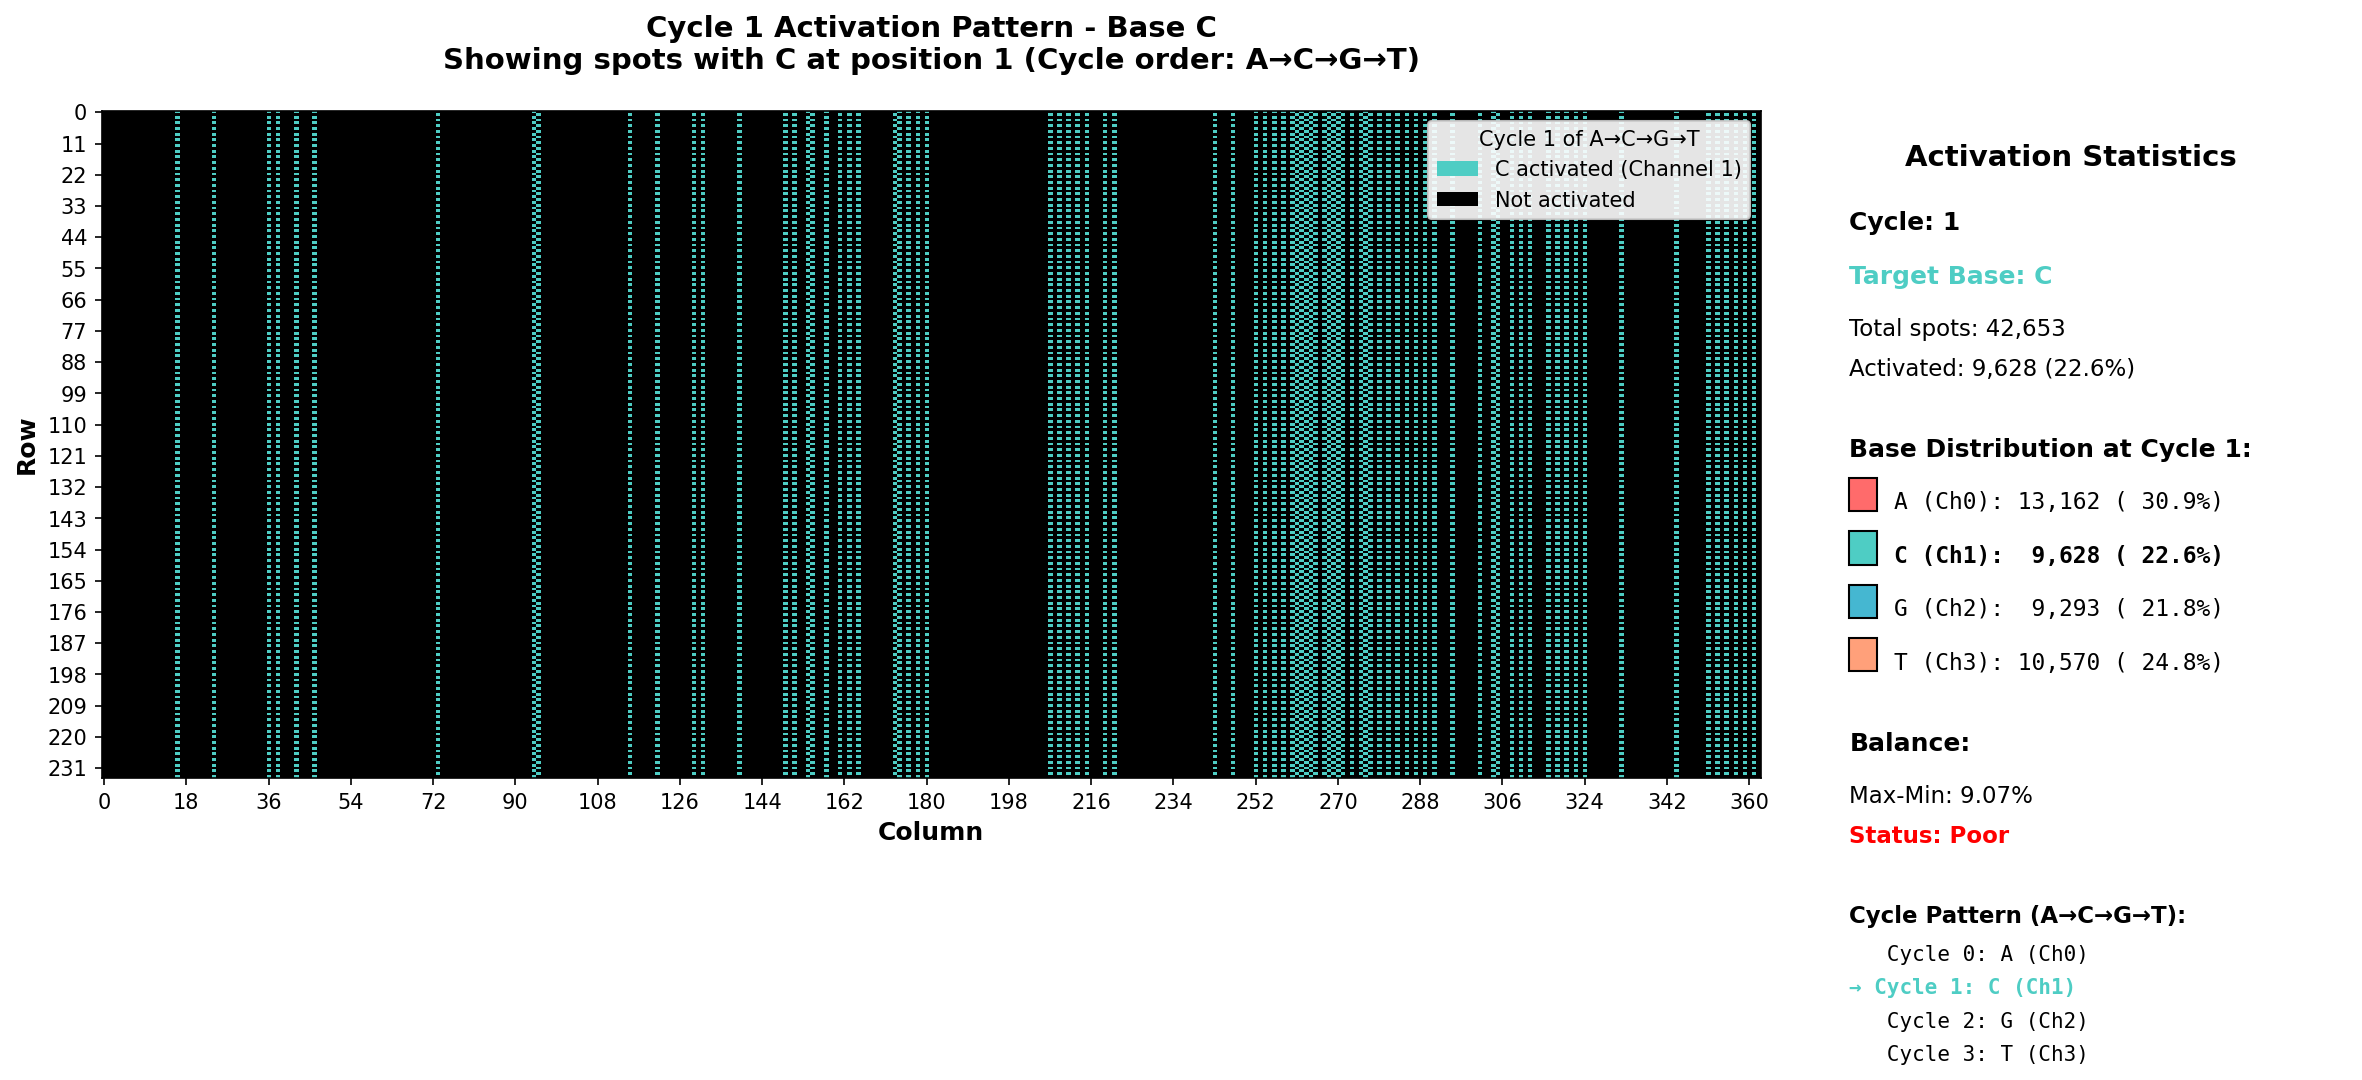 Cycle 1 Activation Pattern - Base C
Showing spots with C at position 1 (Cycle order: A→C→G→T)
Cycle 1 of A→C→G→T
C activated (Channel 1)
Not activated
Row
0
11
22
33
44
55
66
77
88
99
110
121
132
143
154
165
176
187
198
209
220
231
0 18 36 54 72 90 108 126 144 162 180 198 216 234 252 270 288 306 324 342 360
Column
Activation Statistics
Cycle: 1
Target Base: C
Total spots: 42,653
Activated: 9,628 (22.6%)
Base Distribution at Cycle 1:
A (Ch0): 13,162 ( 30.9%)
C (Ch1):  9,628 ( 22.6%)
G (Ch2):  9,293 ( 21.8%)
T (Ch3): 10,570 ( 24.8%)
Balance:
Max-Min: 9.07%
Status: Poor
Cycle Pattern (A→C→G→T):
Cycle 0: A (Ch0)
→ Cycle 1: C (Ch1)
Cycle 2: G (Ch2)
Cycle 3: T (Ch3)